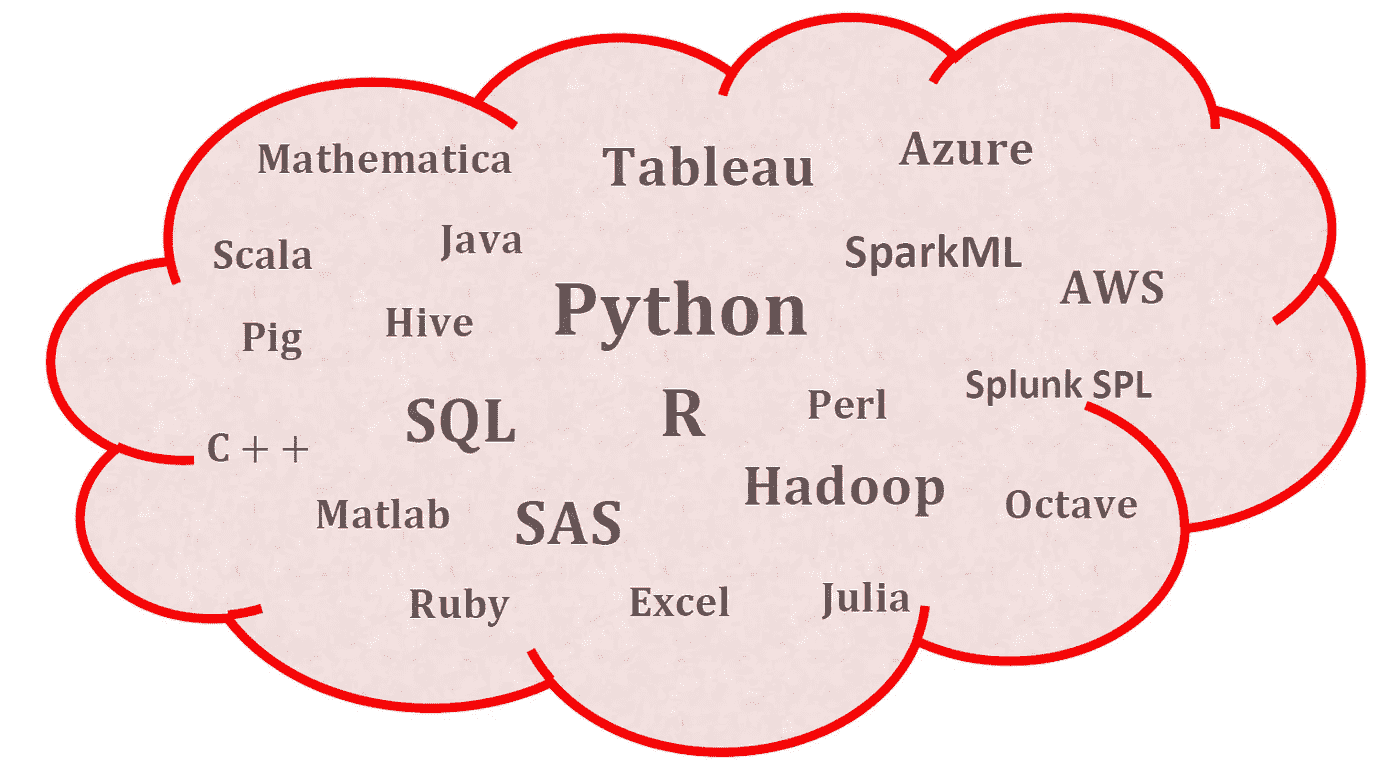 Mathematica
Tableau
Azure
Scala
Java
SparkML
AWS
Pig
Hive
Python
Splunk SPL
SQL
R
Perl
C + +
Hadoop
Matlab
SAS
Octave
Ruby
Excel
Julia